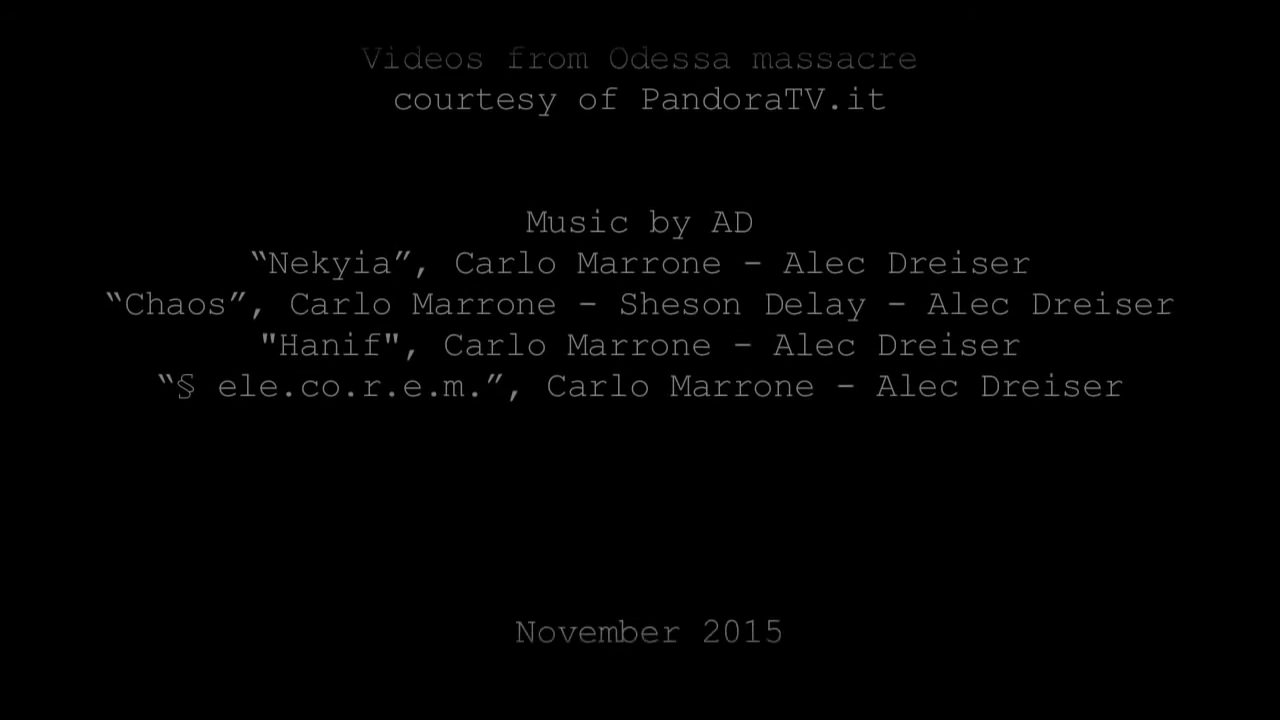 Videos from Odessa massacre
courtesy of PandoraTV.it
Music by AD
“Nekyia”, Carlo Marrone - Alec Dreiser
“Chaos”, Carlo Marrone - Sheson Delay - Alec Dreiser
"Hanif", Carlo Marrone - Alec Dreiser
“§ ele.co.r.e.m.”, Carlo Marrone - Alec Dreiser
November 2015